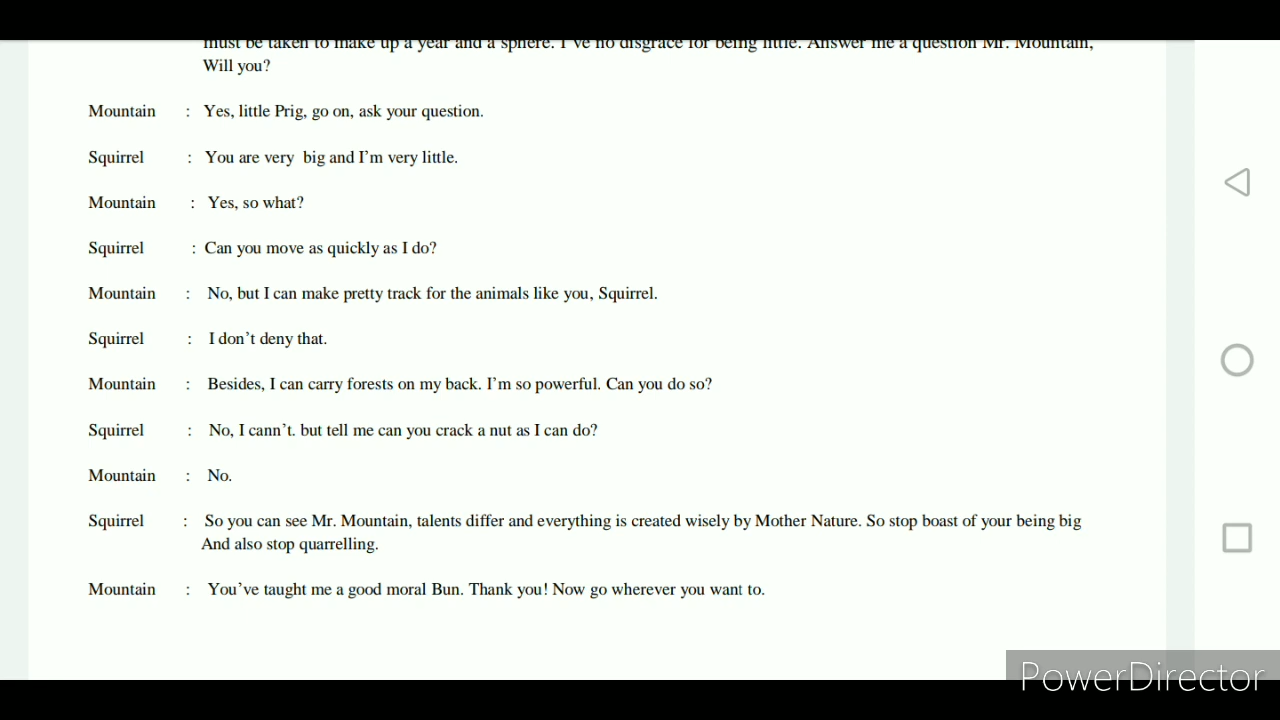 must be taken to make up a year and a sphere. I've no disgrace for being little. Answer me a question Mr. Mountain,
Will you?
Mountain : Yes, little Prig, go on, ask your question.
Squirrel : You are very big and I'm very little.
Mountain : Yes, so what?
Squirrel : Can you move as quickly as I do?
Mountain : No, but I can make pretty track for the animals like you, Squirrel.
Squirrel : I don't deny that.
Mountain : Besides, I can carry forests on my back. I'm so powerful. Can you do so?
Squirrel : No, I cann't. but tell me can you crack a nut as I can do?
Mountain : No.
Squirrel : So you can see Mr. Mountain, talents differ and everything is created wisely by Mother Nature. So stop boast of your being big
And also stop quarrelling.
Mountain : You've taught me a good moral Bun. Thank you! Now go wherever you want to.
PowerDirector